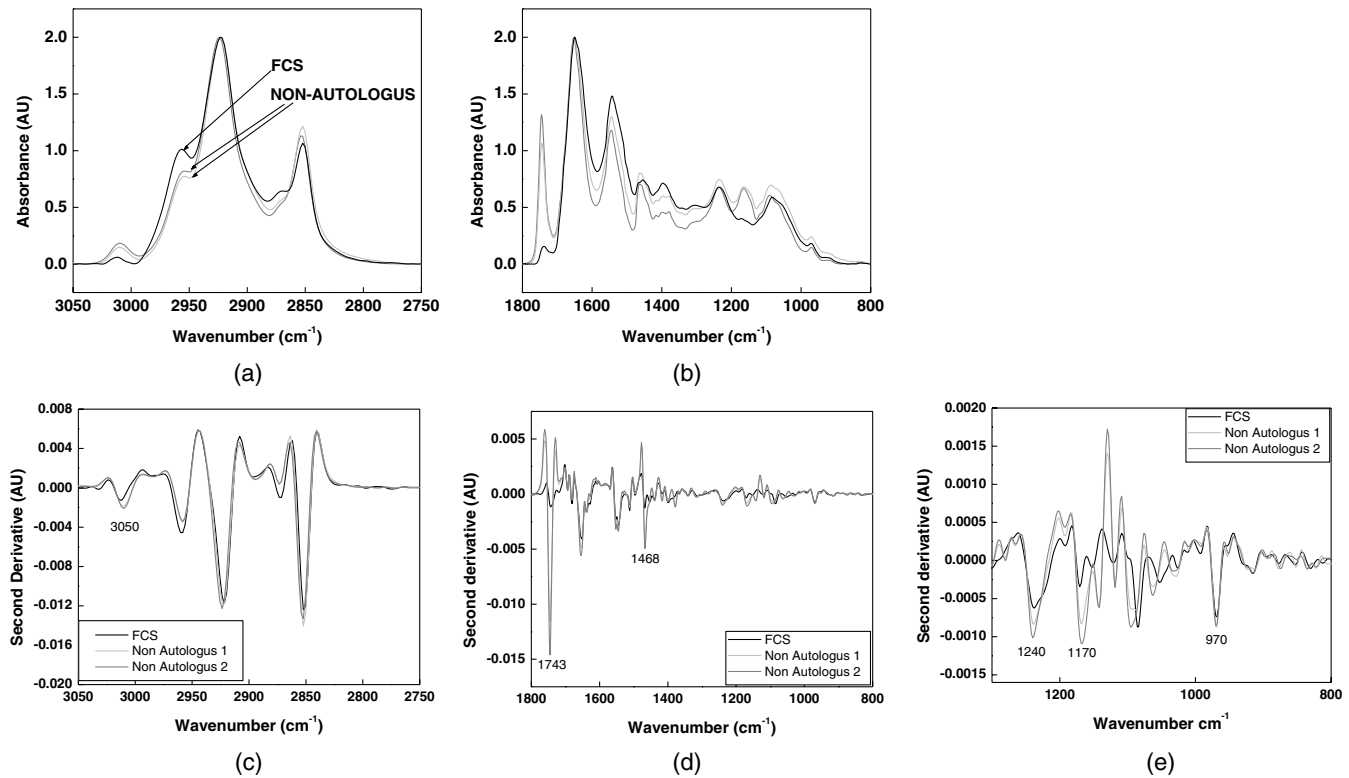 2.0
1.5
1.0
0.5
0.0
Absorbance (AU)
FCS
NON-AUTOLOGUS
3050 3000 2950 2900 2850 2800 2750
Wavenumber (cm-1)
(a)
2.0
1.5
1.0
0.5
0.0
Absorbance (AU)
1800 1600 1400 1200 1000 800
Wavenumber (cm-1)
(b)
0.008
0.004
0.000
-0.004
-0.008
-0.012
-0.016
-0.020
Second Derivative (AU)
3050
FCS
Non Autologus 1
Non Autologus 2
3050 3000 2950 2900 2850 2800 2750
Wavenumber (cm-1)
(c)
0.005
0.000
-0.005
-0.010
-0.015
Second derivative (AU)
1468
1743
FCS
Non Autologus 1
Non Autologus 2
1800 1600 1400 1200 1000 800
Wavenumber (cm-1)
(d)
0.0020
0.0015
0.0010
0.0005
0.0000
-0.0005
-0.0010
-0.0015
Second derivative (AU)
FCS
Non Autologus 1
Non Autologus 2
1240 1170 970
1200 1000 800
Wavenumber cm-1
(e)